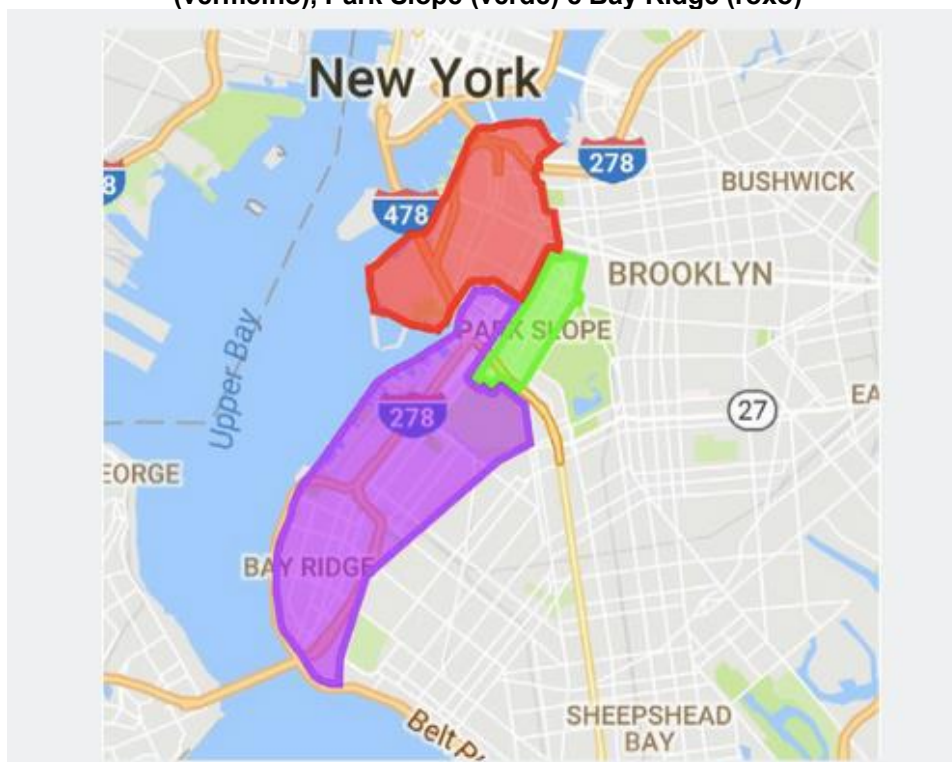 (vermelho), Park Slope (verde) e Bay Ridge (roxo)
New York
278
8
BUSHWICK
478
BROOKLYN
PARK SLOPE
Upper Bay
27
EA
278
EORGE
BAY RIDGE
SHEEPSHEAD
BAY
Belt P